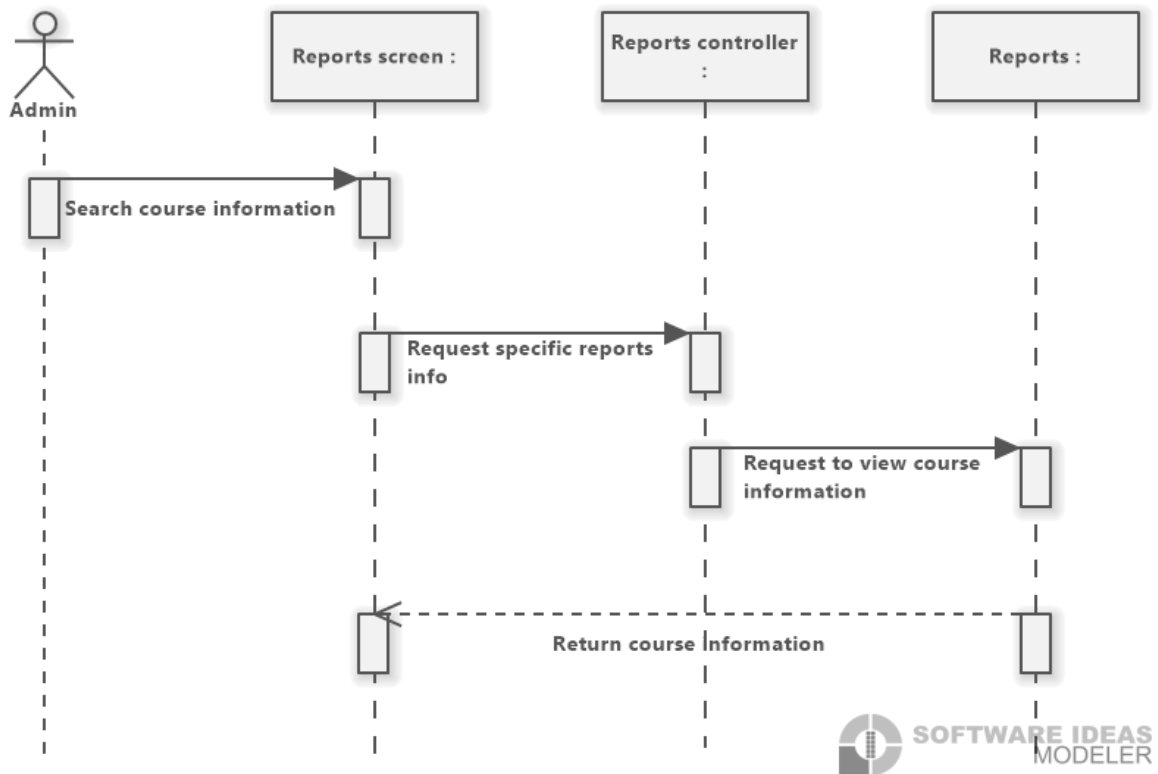 Admin
Reports screen :
Reports controller
:
Reports :
Search course information
Request specific reports
info
Request to view course
information
Return course information
SOFTWARE IDEAS
MODELER